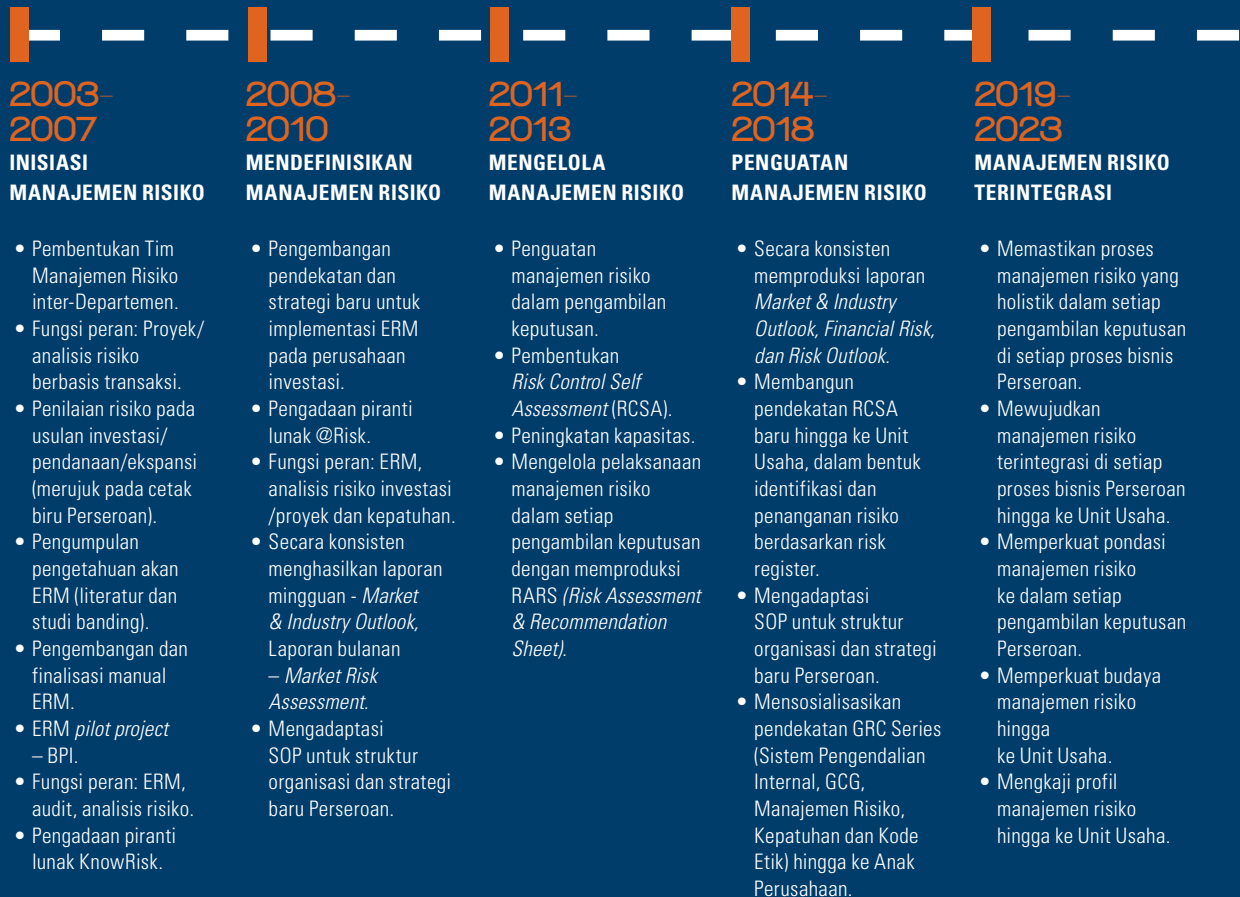 2003–
2007
INISIASI
MANAJEMEN RISIKO
• Pembentukan Tim
Manajemen Risiko
inter-Departemen.
• Fungsi peran: Proyek/
analisis risiko
berbasis transaksi.
• Penilaian risiko pada
usulan investasi/
pendanaan/ekspansi
(merujuk pada cetak
biru Perseroan).
• Pengumpulan
pengetahuan akan
ERM (literatur dan
studi banding).
• Pengembangan dan
finalisasi manual
ERM.
• ERM pilot project
– BPI.
• Fungsi peran: ERM,
audit, analisis risiko.
• Pengadaan piranti
lunak KnowRisk.
2008–
2010
MENDEFINISIKAN
MANAJEMEN RISIKO
• Pengembangan
pendekatan dan
strategi baru untuk
implementasi ERM
pada perusahaan
investasi.
• Pengadaan piranti
lunak @Risk.
• Fungsi peran: ERM,
analisis risiko investasi
/proyek dan kepatuhan.
• Secara konsisten
menghasilkan laporan
mingguan - Market
& Industry Outlook,
Laporan bulanan
– Market Risk
Assessment.
• Mengadaptasi
SOP untuk struktur
organisasi dan strategi
baru Perseroan.
2011–
2013
MENGELOLA
MANAJEMEN RISIKO
• Penguatan
manajemen risiko
dalam pengambilan
keputusan.
• Pembentukan
Risk Control Self
Assessment (RCSA).
• Peningkatan kapasitas.
• Mengelola pelaksanaan
manajemen risiko
dalam setiap
pengambilan keputusan
dengan memproduksi
RARS (Risk Assessment
& Recommendation
Sheet).
2014–
2018
PENGUATAN
MANAJEMEN RISIKO
• Secara konsisten
memproduksi laporan
Market & Industry
Outlook, Financial Risk,
dan Risk Outlook.
• Membangun
pendekatan RCSA
baru hingga ke Unit
Usaha, dalam bentuk
identifikasi dan
penanganan risiko
berdasarkan risk
register.
• Mengadaptasi
SOP untuk struktur
organisasi dan strategi
baru Perseroan.
• Mensosialisasikan
pendekatan GRC Series
(Sistem Pengendalian
Internal, GCG,
Manajemen Risiko,
Kepatuhan dan Kode
Etik) hingga ke Anak
Perusahaan.
2019–
2023
MANAJEMEN RISIKO
TERINTEGRASI
• Memastikan proses
manajemen risiko yang
holistik dalam setiap
pengambilan keputusan
di setiap proses bisnis
Perseroan.
• Mewujudkan
manajemen risiko
terintegrasi di setiap
proses bisnis Perseroan
hingga ke Unit Usaha.
• Memperkuat pondasi
manajemen risiko
ke dalam setiap
pengambilan keputusan
Perseroan.
• Memperkuat budaya
manajemen risiko
hingga
ke Unit Usaha.
• Mengkaji profil
manajemen risiko
hingga ke Unit Usaha.